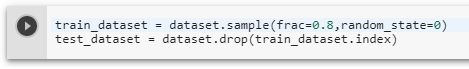 train_dataset = dataset.sample(frac=0.8,random_state=0)
test_dataset = dataset.drop(train_dataset.index)